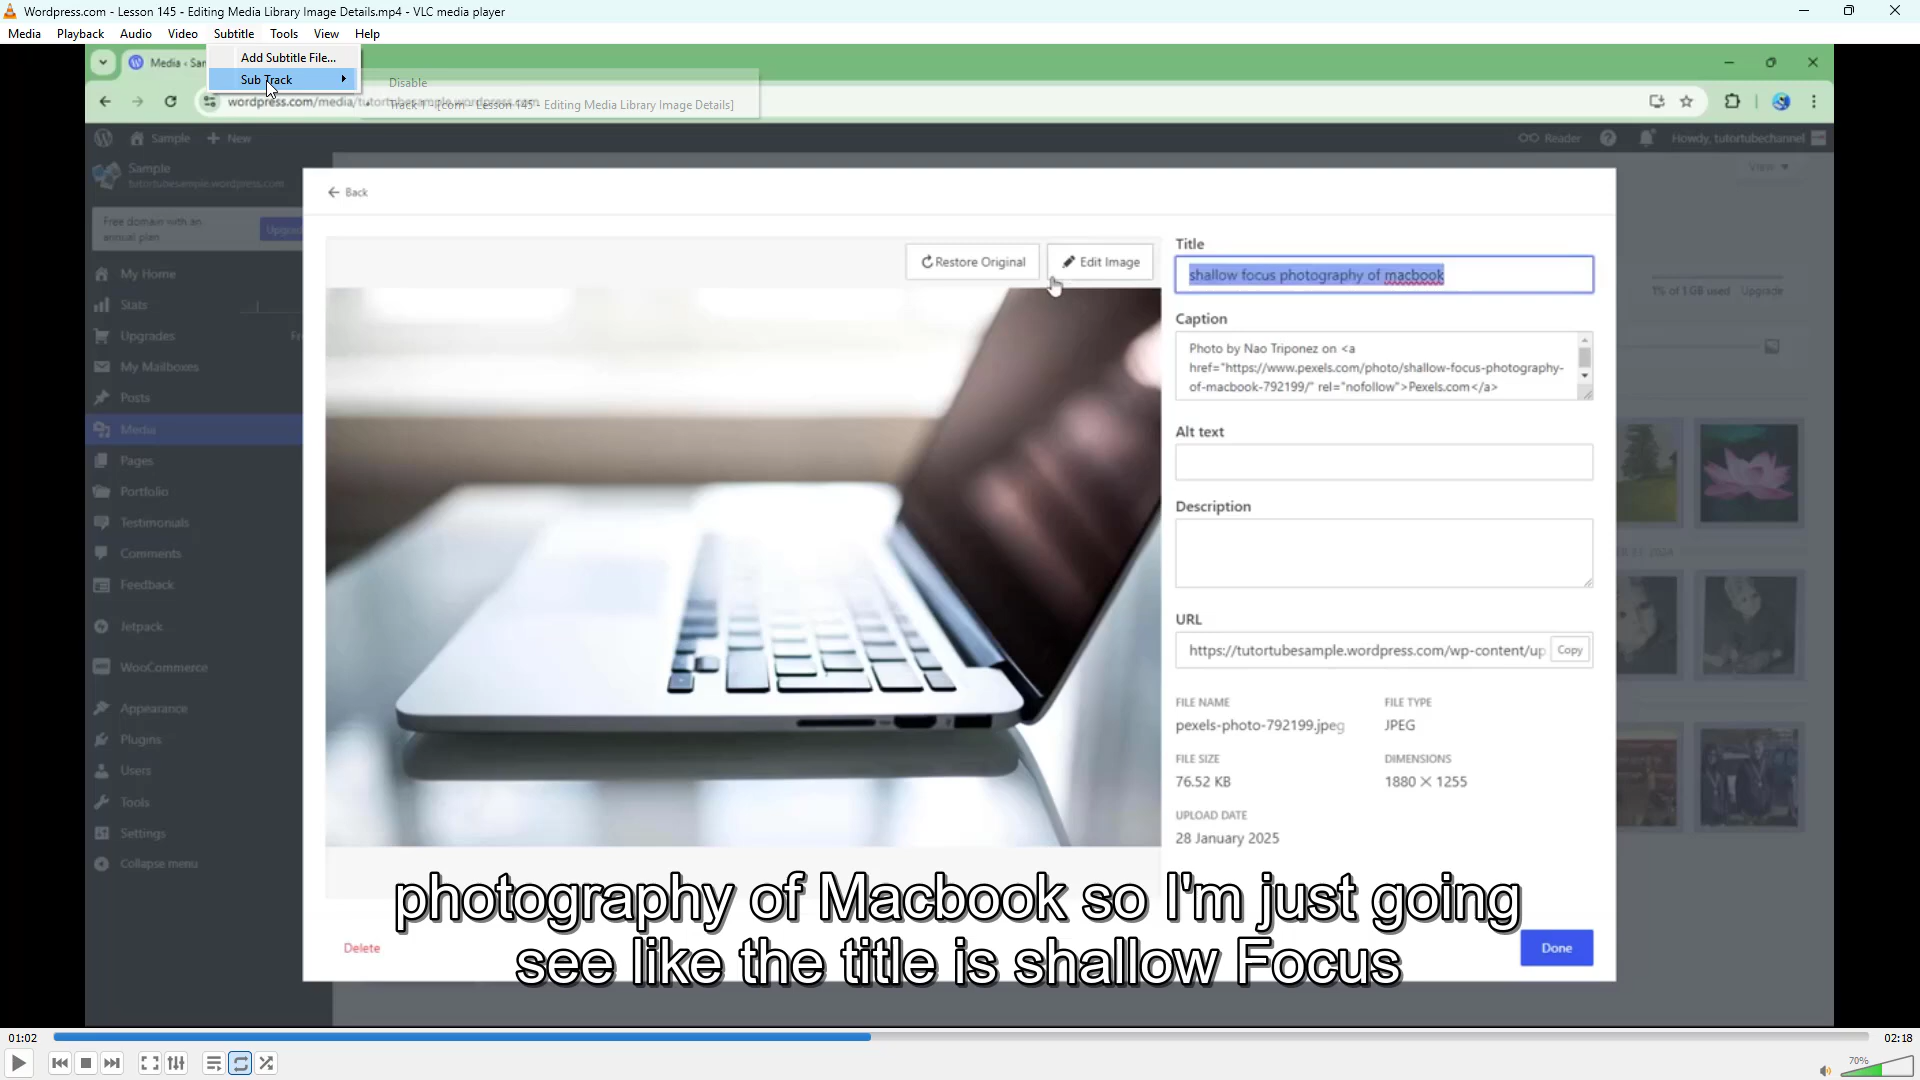 Wordpress.com - Lesson 145 - Editing Media Library Image Details.mp4 - VLC media player
Media Playback Audio Video Subtitle Tools View Help
Add Subtitle File...
Sub Track
Disable
Track 1 - [com - Lesson 145 - Editing Media Library Image Details]
wordpress.com/media/tutortubesample.wordpress.com
Sample
New
Reader
Howdy, tutortubechannel
Sample
tutortubesample.wordpress.com
Free domain with an
annual plan
View
My Home
Stats
Upgrades
My Mailboxes
Posts
Media
Pages
Portfolio
Testimonials
Comments
Feedback
Jetpack
WooCommerce
Appearance
Plugins
Users
Tools
Settings
Collapse menu
Back
Restore Original
Edit Image
Title
shallow focus photography of macbook
Caption
Photo by Nao Triponez on <a
href="https://www.pexels.com/photo/shallow-focus-photography-
of-macbook-792199/" rel="nofollow">Pexels.com</a>
Alt text
Description
URL
https://tutortubesample.wordpress.com/wp-content/up
Copy
FILE NAME
pexels-photo-792199.jpeg
FILE TYPE
JPEG
FILE SIZE
76.52 KB
DIMENSIONS
1880 × 1255
UPLOAD DATE
28 January 2025
1% of 1 GB used Upgrade
Delete
Done
photography of Macbook so I'm just going
see like the title is shallow Focus
01:02
02:18
70%